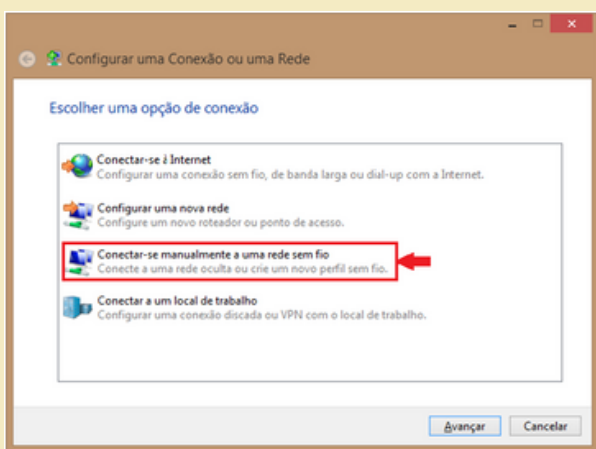 Configurar uma Conexão ou uma Rede
Escolher uma opção de conexão
Conectar-se à Internet
Configurar uma conexão sem fio, de banda larga ou dial-up com a Internet.
Configurar uma nova rede
Configure um novo roteador ou ponto de acesso.
Conectar-se manualmente a uma rede sem fio
Conecte a uma rede oculta ou crie um novo perfil sem fio.
Conectar a um local de trabalho
Configurar uma conexão discada ou VPN com o local de trabalho.
Avançar Cancelar